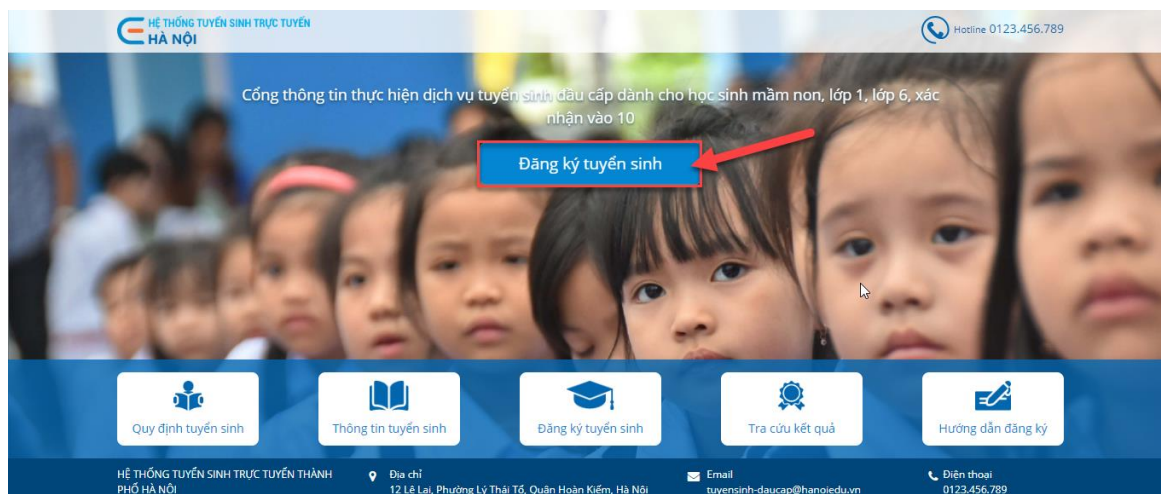 HỆ THỐNG TUYỂN SINH TRỰC TUYẾN
HÀ NỘI
Hotline 0123.456.789
Cổng thông tin thực hiện dịch vụ tuyển sinh đầu cấp dành cho học sinh mầm non, lớp 1, lớp 6, xác
nhận vào 10
Đăng ký tuyển sinh
Quy định tuyển sinh
Thông tin tuyển sinh
Đăng ký tuyển sinh
Tra cứu kết quả
Hướng dẫn đăng ký
HỆ THỐNG TUYỂN SINH TRỰC TUYẾN THÀNH
PHỐ HÀ NỘI
Địa chỉ
12 Lê Lai, Phường Lý Thái Tổ, Quận Hoàn Kiếm, Hà Nội
Email
tuyensinh-daucap@hanoiedu.vn
Điện thoại
0123.456.789